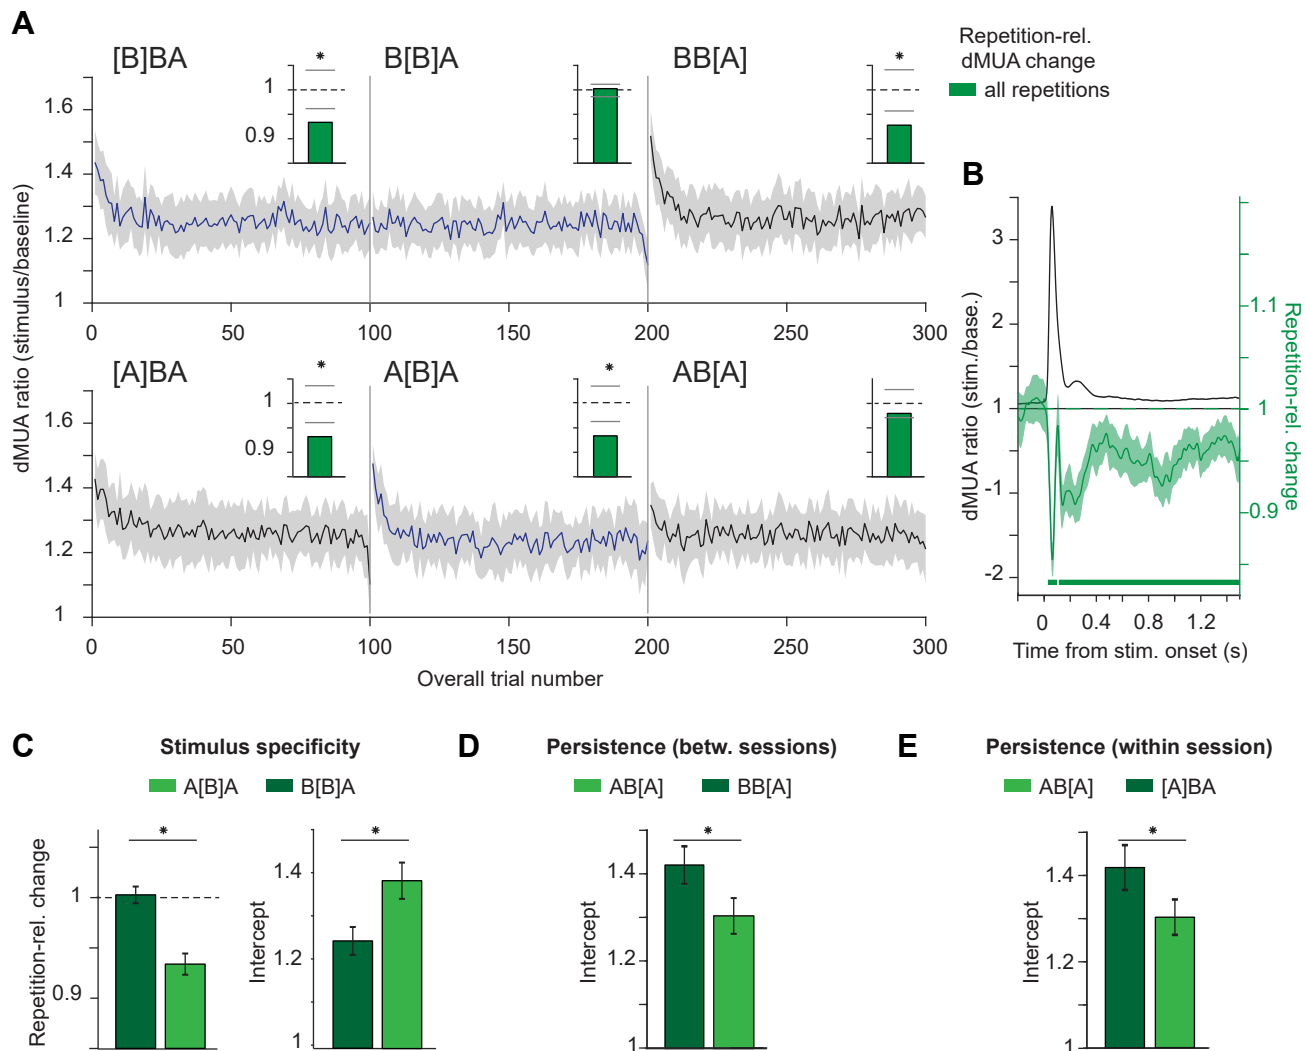 A
[B]BA
B[B]A
BB[A]
Repetition-rel.
dMUA change
all repetitions
*
1
0.9
*
1.6
1.4
1.2
1
0 50 100 150 200 250 300
[A]BA
A[B]A
AB[A]
*
1
0.9
*
1.6
1.4
1.2
1
0 50 100 150 200 250 300
dMUA ratio (stimulus/baseline)
Overall trial number
B
3
2
1
-1
-2
dMUA ratio (stim./base.)
1.1
1
0.9
Repetition-rel. change
0 0.4 0.8 1.2
Time from stim. onset (s)
C
Stimulus specificity
A[B]A B[B]A
*
1
0.9
Repetition-rel. change
*
1.4
1.2
1
Intercept
D
Persistence (betw. sessions)
AB[A] BB[A]
*
1.4
1.2
1
Intercept
E
Persistence (within session)
AB[A] [A]BA
*
1.4
1.2
1
Intercept